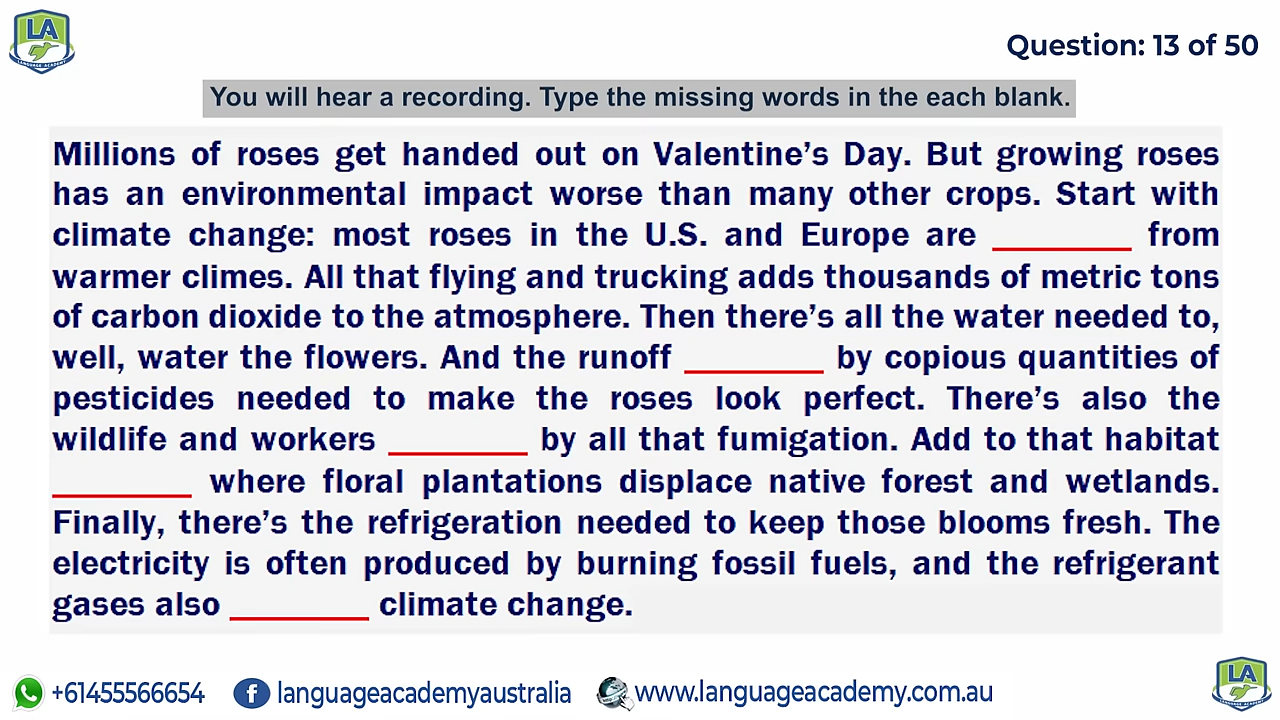 LA
LANGUAGE ACADEMY
Question: 13 of 50
You will hear a recording. Type the missing words in the each blank.
Millions of roses get handed out on Valentine's Day. But growing roses
has an environmental impact worse than many other crops. Start with
climate change: most roses in the U.S. and Europe are ________ from
warmer climes. All that flying and trucking adds thousands of metric tons
of carbon dioxide to the atmosphere. Then there's all the water needed to,
well, water the flowers. And the runoff ________ by copious quantities of
pesticides needed to make the roses look perfect. There's also the
wildlife and workers ________ by all that fumigation. Add to that habitat
________ where floral plantations displace native forest and wetlands.
Finally, there's the refrigeration needed to keep those blooms fresh. The
electricity is often produced by burning fossil fuels, and the refrigerant
gases also ________ climate change.
+61455566654 languageacademyaustralia www.languageacademy.com.au
LA
LANGUAGE ACADEMY